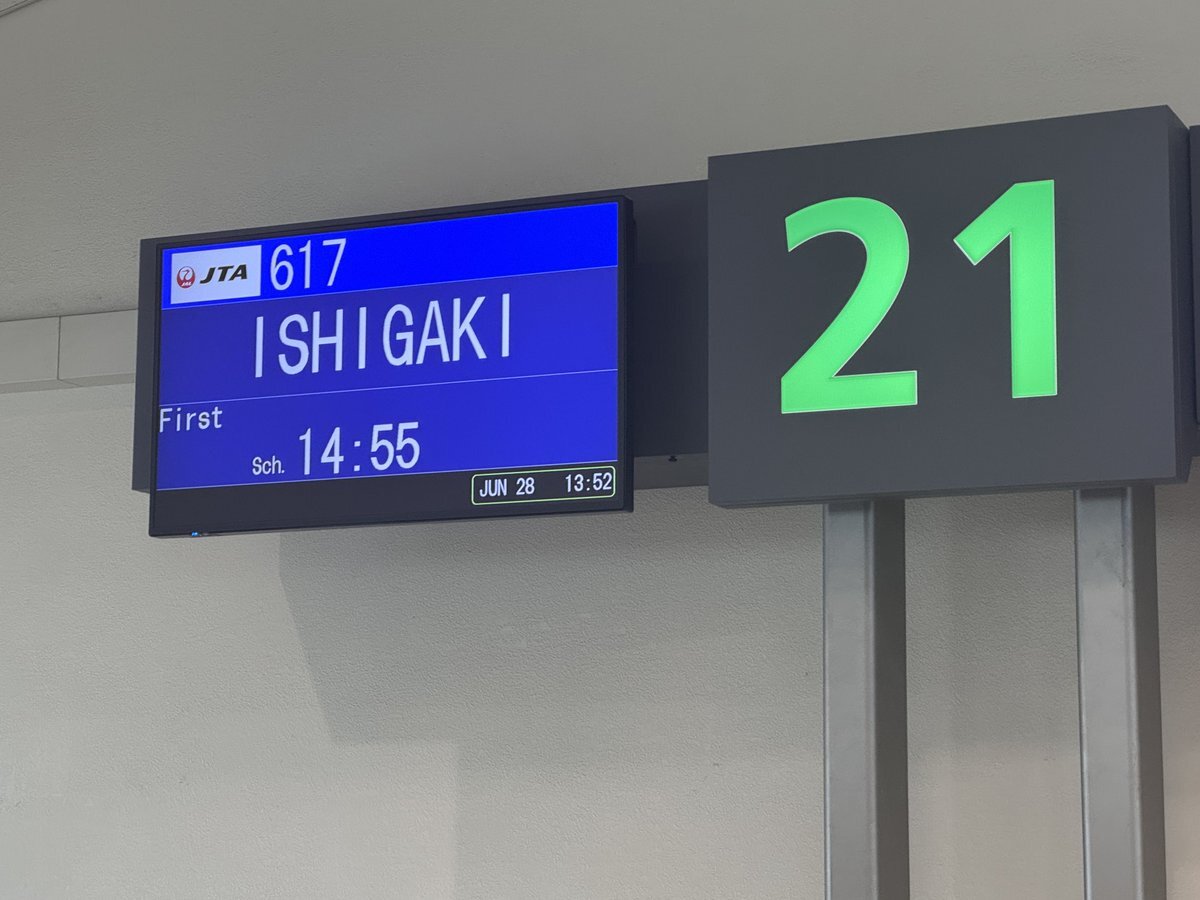 JTA 617
ISHIGAKI
First
Sch. 14:55
JUN 28 13:52
21